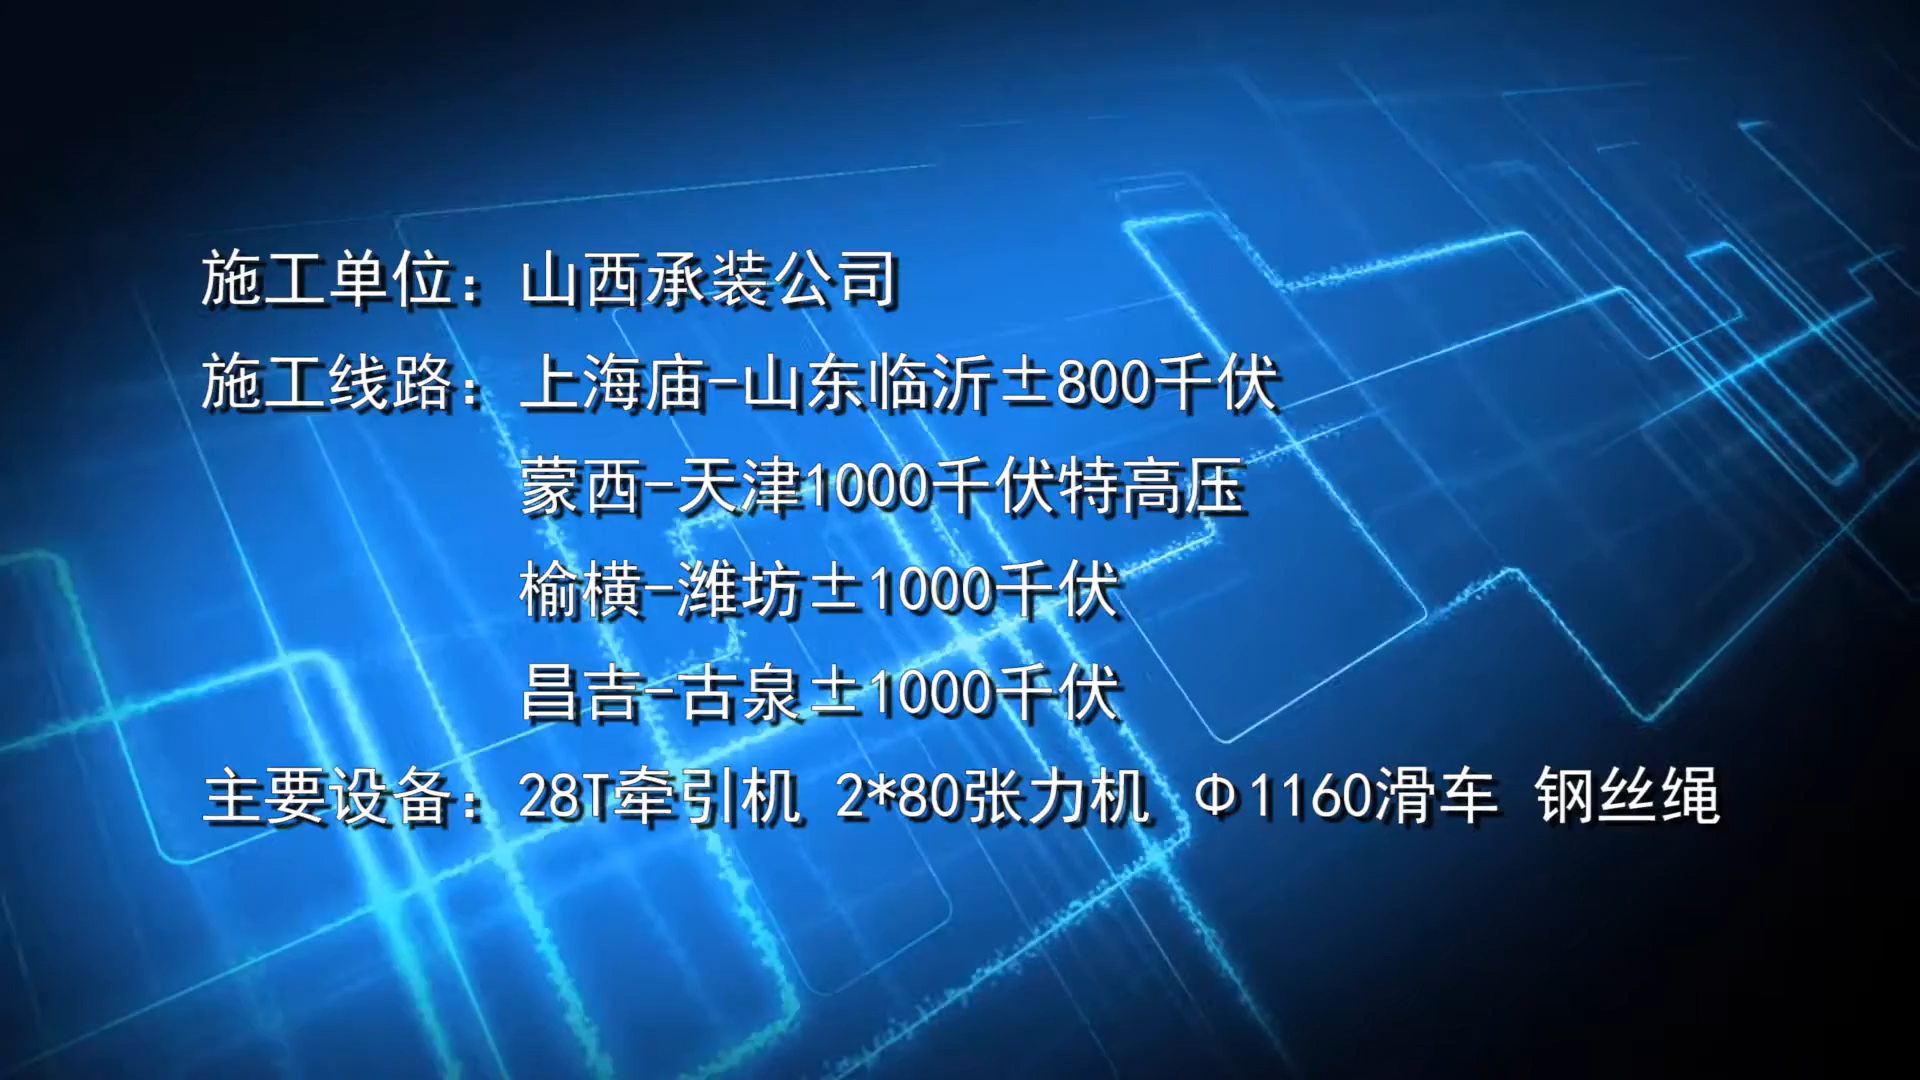 施工单位：山西承装公司
施工线路：上海庙-山东临沂±800千伏
蒙西-天津1000千伏特高压
榆横-潍坊±1000千伏
昌吉-古泉±1000千伏
主要设备：28T牵引机 2*80张力机 Φ1160滑车 钢丝绳